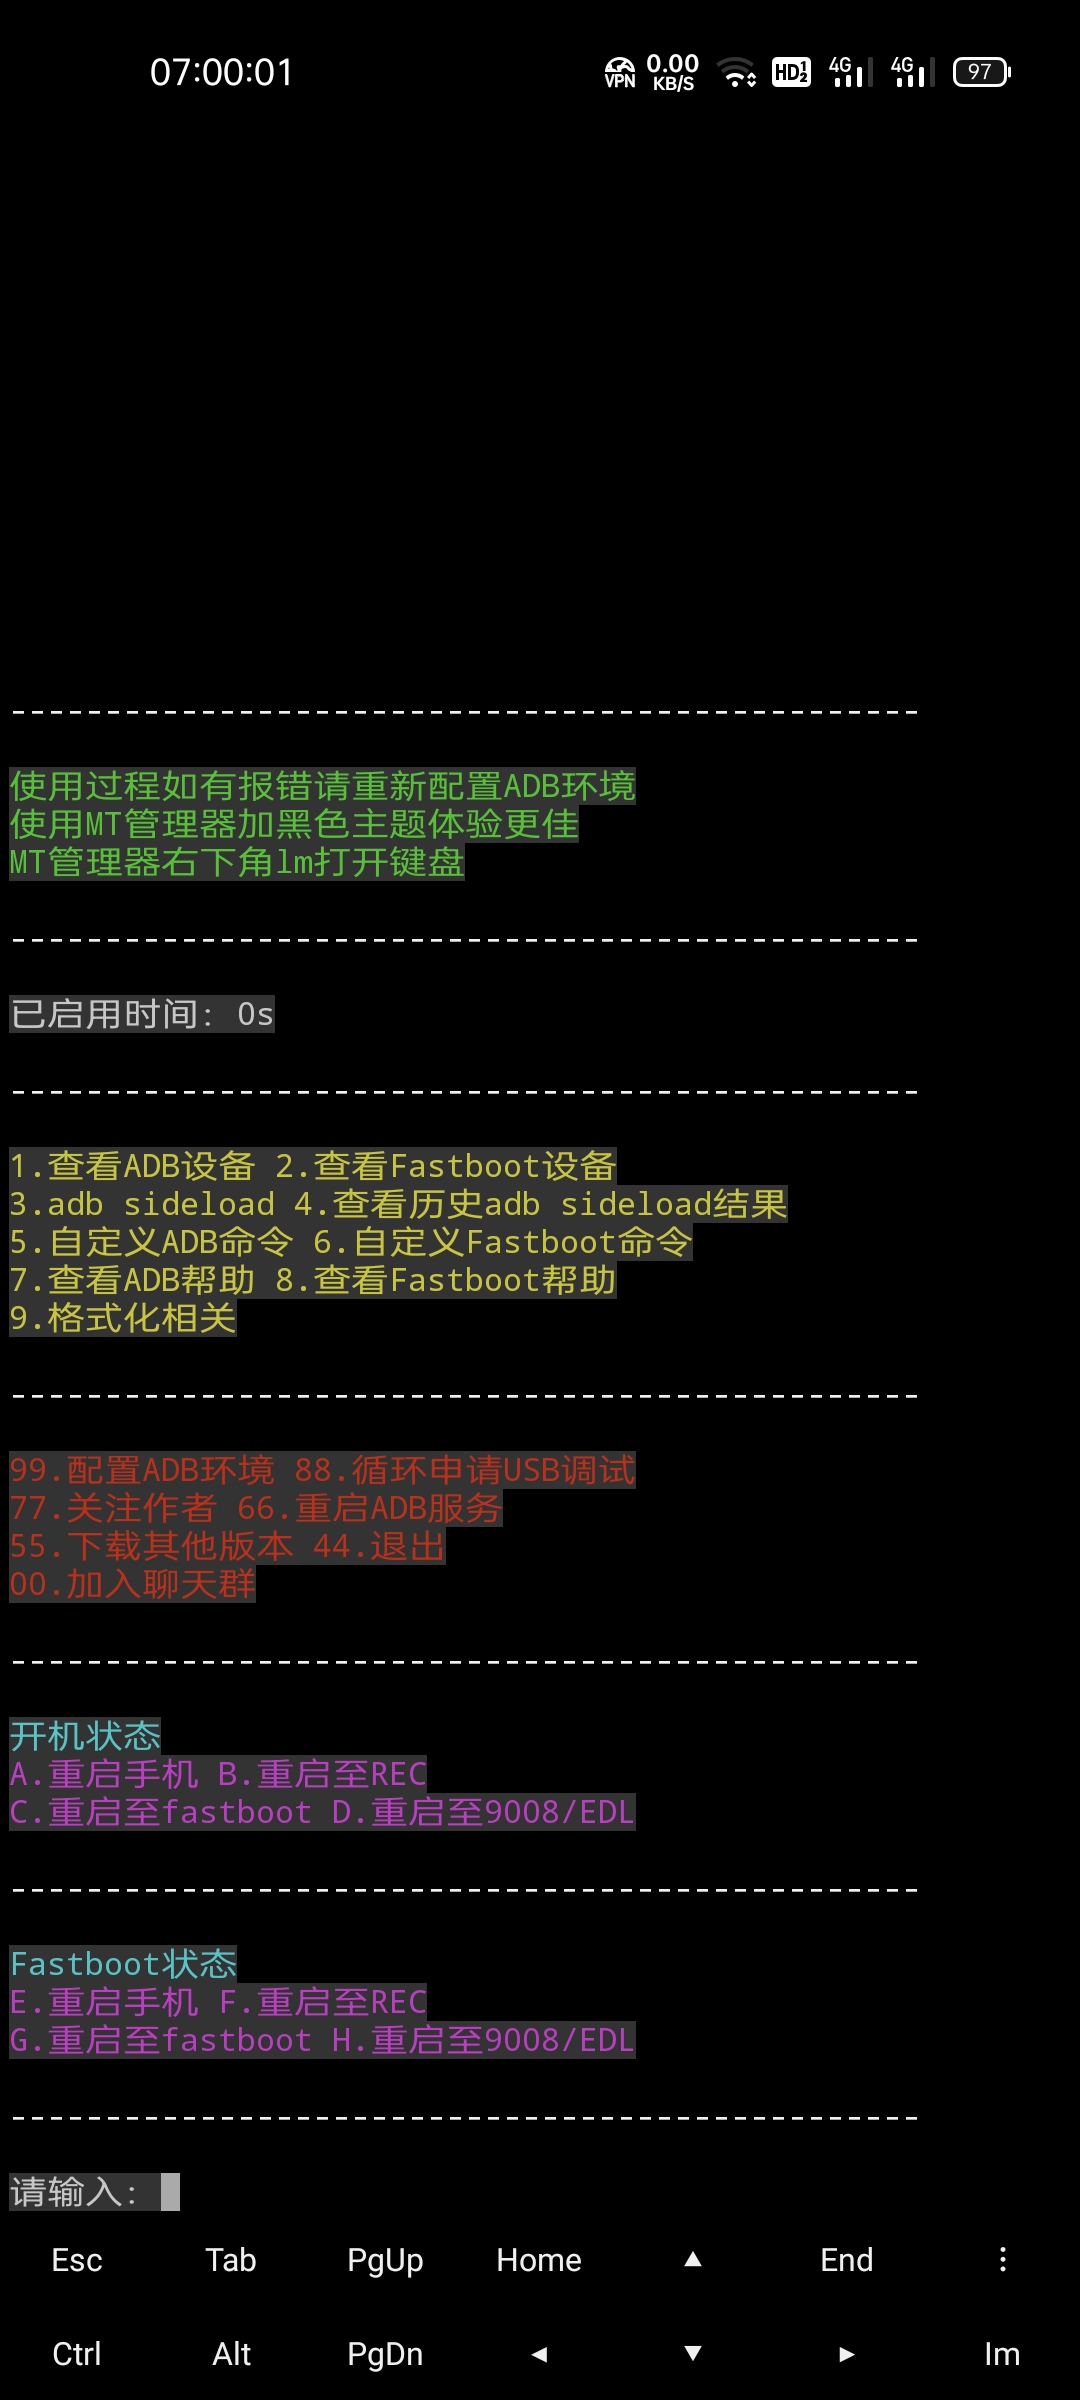 07:00:01 VPN 0.00 KB/S HD 1 2 4G 4G 97
------------------------------------------------
使用过程如有报错请重新配置ADB环境
使用MT管理器加黑色主题体验更佳
MT管理器右下角lm打开键盘
------------------------------------------------
已启用时间: 0s
------------------------------------------------
1.查看ADB设备 2.查看Fastboot设备
3.adb sideload 4.查看历史adb sideload结果
5.自定义ADB命令 6.自定义Fastboot命令
7.查看ADB帮助 8.查看Fastboot帮助
9.格式化相关
------------------------------------------------
99.配置ADB环境 88.循环申请USB调试
77.关注作者 66.重启ADB服务
55.下载其他版本 44.退出
00.加入聊天群
------------------------------------------------
开机状态
A.重启手机 B.重启至REC
C.重启至fastboot D.重启至9008/EDL
------------------------------------------------
Fastboot状态
E.重启手机 F.重启至REC
G.重启至fastboot H.重启至9008/EDL
------------------------------------------------
请输入:
Esc Tab PgUp Home ▲ End ⋮
Ctrl Alt PgDn ◄ ▼ ► Im